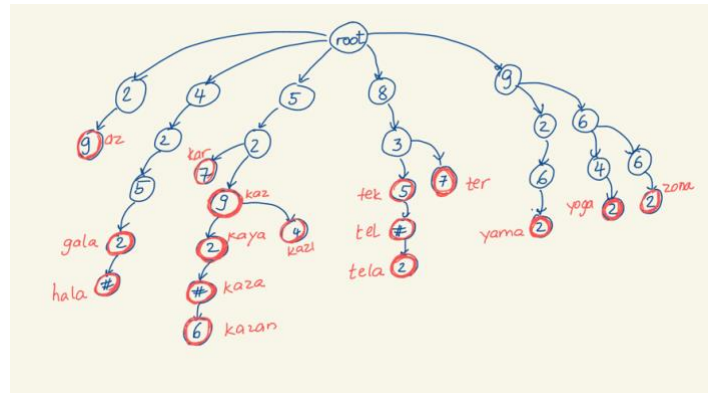 root
2 4 5 8 9
9 az 2 kar 7 2 3 2 6
5 9 kaz tek 5 7 ter 6 4 6
gala 2 2 kaya 4 kazı tel # yama 2 yoga 2 2 zona
hala # # kaza tela 2
6 kazan